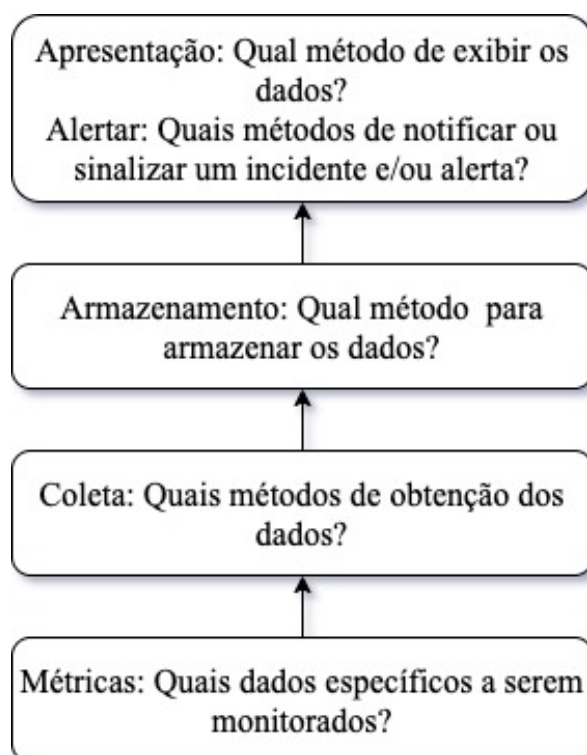 Apresentação: Qual método de exibir os
dados?
Alertar: Quais métodos de notificar ou
sinalizar um incidente e/ou alerta?
Armazenamento: Qual método para
armazenar os dados?
Coleta: Quais métodos de obtenção dos
dados?
Métricas: Quais dados específicos a serem
monitorados?